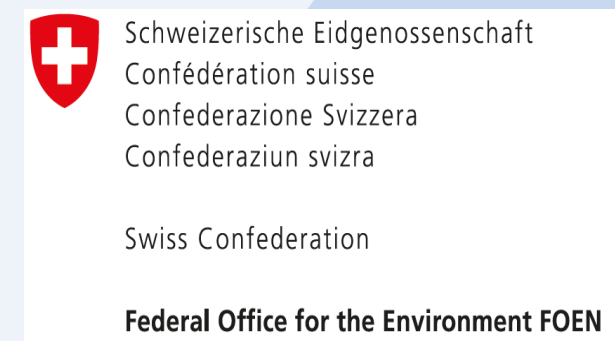 Schweizerische Eidgenossenschaft
Confédération suisse
Confederazione Svizzera
Confederaziun svizra
Swiss Confederation
Federal Office for the Environment FOEN